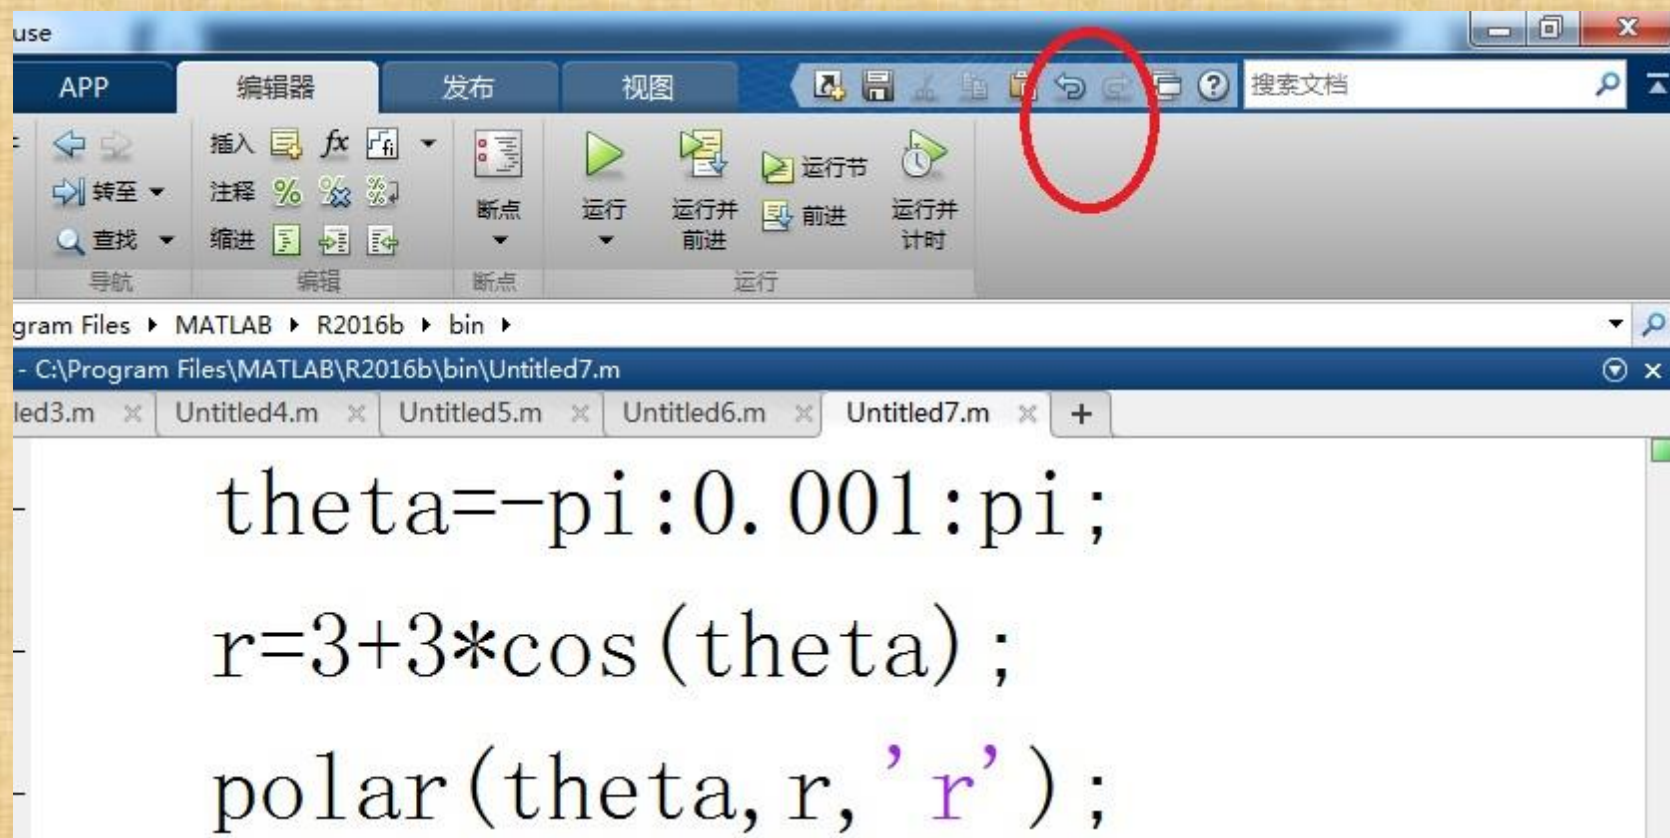 use
APP 编辑器 发布 视图 搜索文档
插入 fx fi
转至 注释 运行节
断点 运行 运行并 前进 运行并
查找 缩进 前进 计时
导航 编辑 断点 运行
gram Files MATLAB R2016b bin
- C:\Program Files\MATLAB\R2016b\bin\Untitled7.m
led3.m Untitled4.m Untitled5.m Untitled6.m Untitled7.m +
theta=-pi:0.001:pi;
r=3+3*cos(theta);
polar(theta,r,'r');